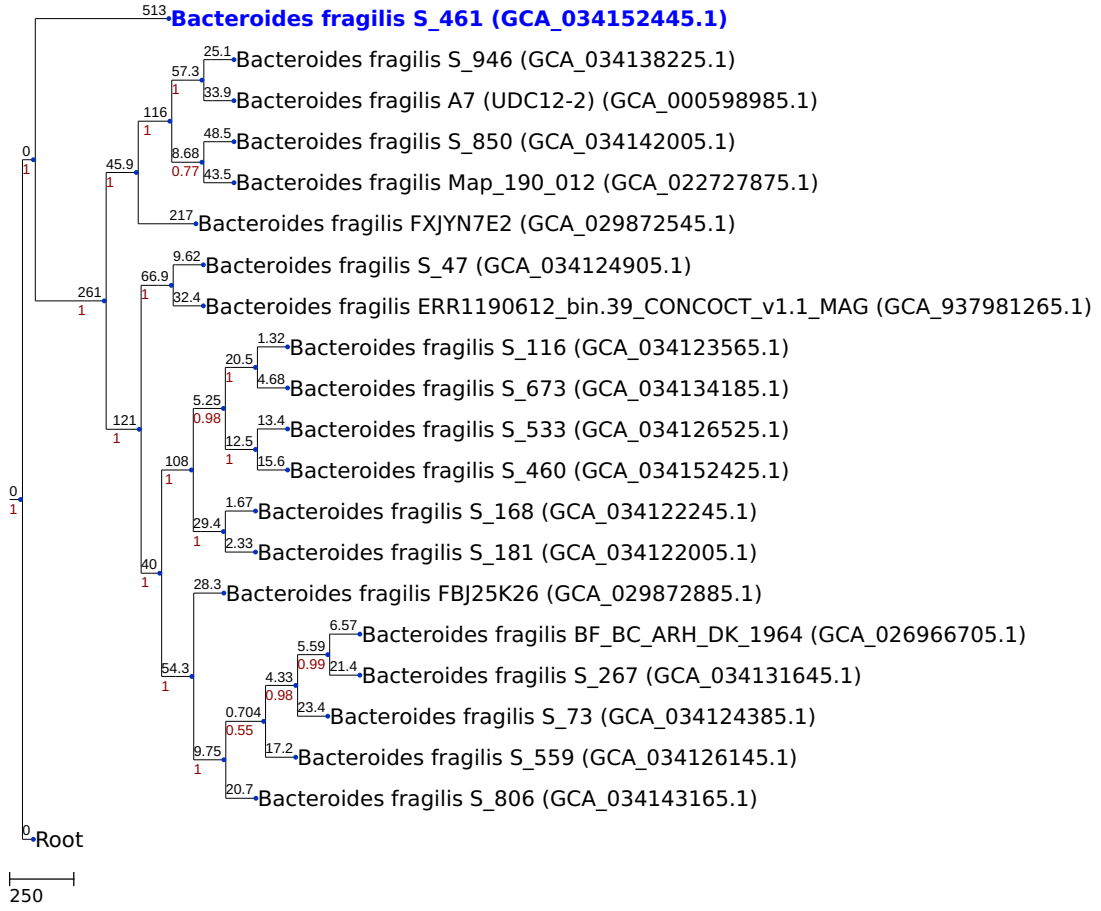 513 Bacteroides fragilis S_461 (GCA_034152445.1)
25.1 Bacteroides fragilis S_946 (GCA_034138225.1)
57.3
1
33.9 Bacteroides fragilis A7 (UDC12-2) (GCA_000598985.1)
116
1
48.5 Bacteroides fragilis S_850 (GCA_034142005.1)
8.68
0.77
0
1
45.9
1
43.5 Bacteroides fragilis Map_190_012 (GCA_022727875.1)
217 Bacteroides fragilis FXJYN7E2 (GCA_029872545.1)
9.62 Bacteroides fragilis S_47 (GCA_034124905.1)
66.9
1
261
1
32.4 Bacteroides fragilis ERR1190612_bin.39_CONCOCT_v1.1_MAG (GCA_937981265.1)
1.32 Bacteroides fragilis S_116 (GCA_034123565.1)
20.5
1
4.68 Bacteroides fragilis S_673 (GCA_034134185.1)
5.25
0.98
121
1
13.4 Bacteroides fragilis S_533 (GCA_034126525.1)
12.5
1
15.6 Bacteroides fragilis S_460 (GCA_034152425.1)
108
1
0
1
1.67 Bacteroides fragilis S_168 (GCA_034122245.1)
29.4
1
2.33 Bacteroides fragilis S_181 (GCA_034122005.1)
40
1
28.3 Bacteroides fragilis FBJ25K26 (GCA_029872885.1)
6.57 Bacteroides fragilis BF_BC_ARH_DK_1964 (GCA_026966705.1)
5.59
0.99
21.4 Bacteroides fragilis S_267 (GCA_034131645.1)
54.3
1
4.33
0.98
23.4 Bacteroides fragilis S_73 (GCA_034124385.1)
0.704
0.55
17.2 Bacteroides fragilis S_559 (GCA_034126145.1)
9.75
1
20.7 Bacteroides fragilis S_806 (GCA_034143165.1)
0 Root
250